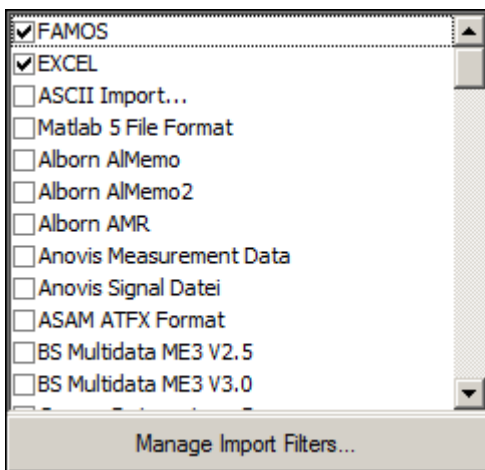 FAMOS
EXCEL
ASCII Import...
Matlab 5 File Format
Alborn AlMemo
Alborn AlMemo2
Alborn AMR
Anovis Measurement Data
Anovis Signal Datei
ASAM ATFX Format
BS Multidata ME3 V2.5
BS Multidata ME3 V3.0
Manage Import Filters...